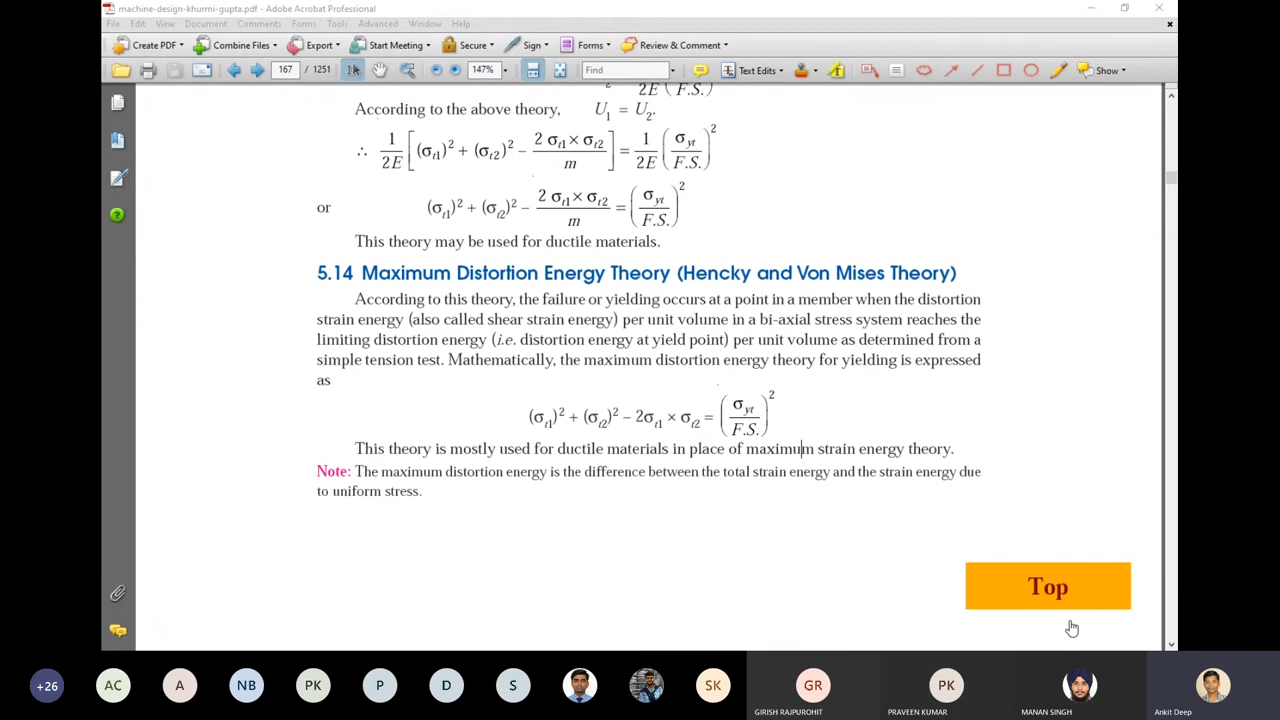 machine-design-khurmi-gupta.pdf - Adobe Acrobat Professional
File Edit View Document Comments Forms Tools Advanced Window Help
Create PDF Combine Files Export Start Meeting Secure Sign Forms Review & Comment
167 / 1251 147% Find Text Edits Show
2 2E ( F.S.)
According to the above theory, U₁ = U₂.
∴ 1/2E [(σt1)² + (σt2)² – 2 σt1 × σt2 / m] = 1/2E (σyt / F.S.)²
or (σt1)² + (σt2)² – 2 σt1 × σt2 / m = (σyt / F.S.)²
This theory may be used for ductile materials.
5.14 Maximum Distortion Energy Theory (Hencky and Von Mises Theory)
According to this theory, the failure or yielding occurs at a point in a member when the distortion
strain energy (also called shear strain energy) per unit volume in a bi-axial stress system reaches the
limiting distortion energy (i.e. distortion energy at yield point) per unit volume as determined from a
simple tension test. Mathematically, the maximum distortion energy theory for yielding is expressed
as
(σt1)² + (σt2)² – 2σt1 × σt2 = (σyt / F.S.)²
This theory is mostly used for ductile materials in place of maximum strain energy theory.
Note: The maximum distortion energy is the difference between the total strain energy and the strain energy due
to uniform stress.
Top
+26 AC A NB PK P D S SK GR PK
GIRISH RAJPUROHIT PRAVEEN KUMAR MANAN SINGH Ankit Deep